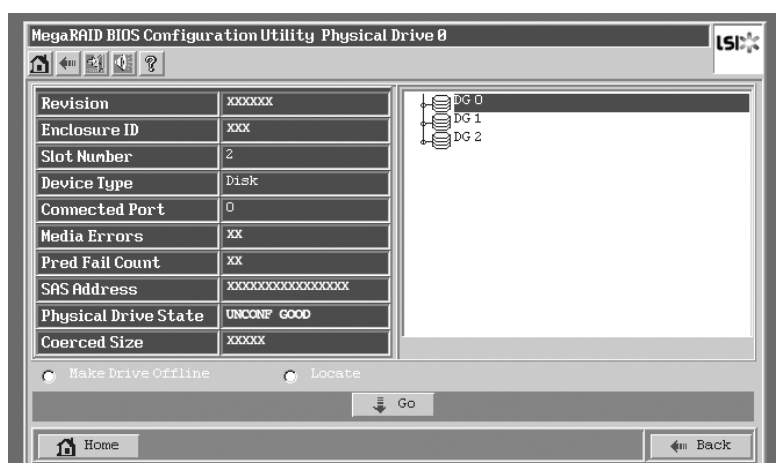 MegaRAID BIOS Configuration Utility Physical Drive 0
LSI
?
Revision xxxxxx
Enclosure ID xxx
Slot Number 2
Device Type Disk
Connected Port 0
Media Errors xx
Pred Fail Count xx
SAS Address xxxxxxxxxxxxxxxx
Physical Drive State UNCONF GOOD
Coerced Size xxxxx
DG 0
DG 1
DG 2
Make Drive Offline Locate
Go
Home Back